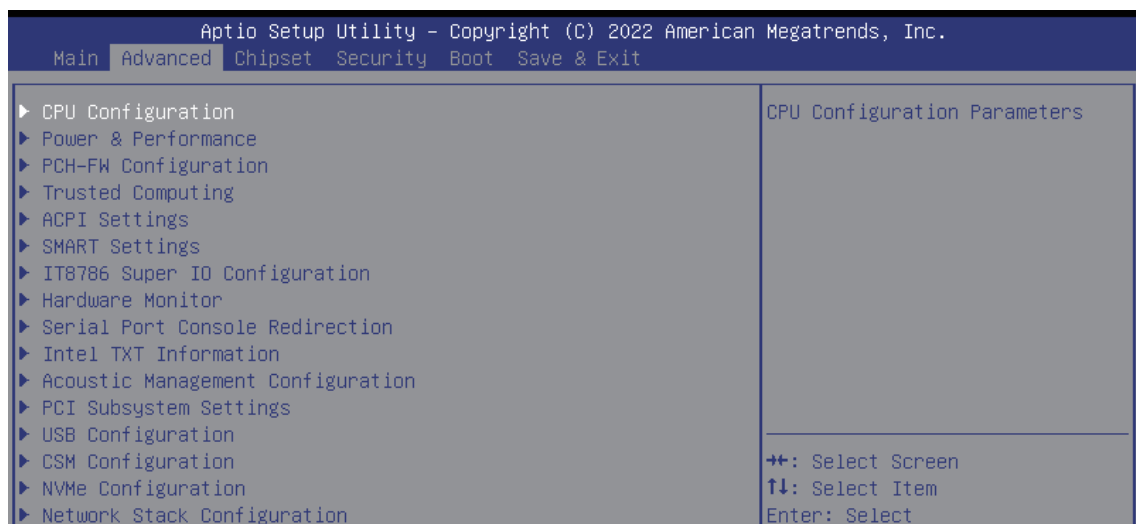 Aptio Setup Utility – Copyright (C) 2022 American Megatrends, Inc.
Main Advanced Chipset Security Boot Save & Exit
▶ CPU Configuration
▶ Power & Performance
▶ PCH-FW Configuration
▶ Trusted Computing
▶ ACPI Settings
▶ SMART Settings
▶ IT8786 Super IO Configuration
▶ Hardware Monitor
▶ Serial Port Console Redirection
▶ Intel TXT Information
▶ Acoustic Management Configuration
▶ PCI Subsystem Settings
▶ USB Configuration
▶ CSM Configuration
▶ NVMe Configuration
▶ Network Stack Configuration
CPU Configuration Parameters
→←: Select Screen
↑↓: Select Item
Enter: Select